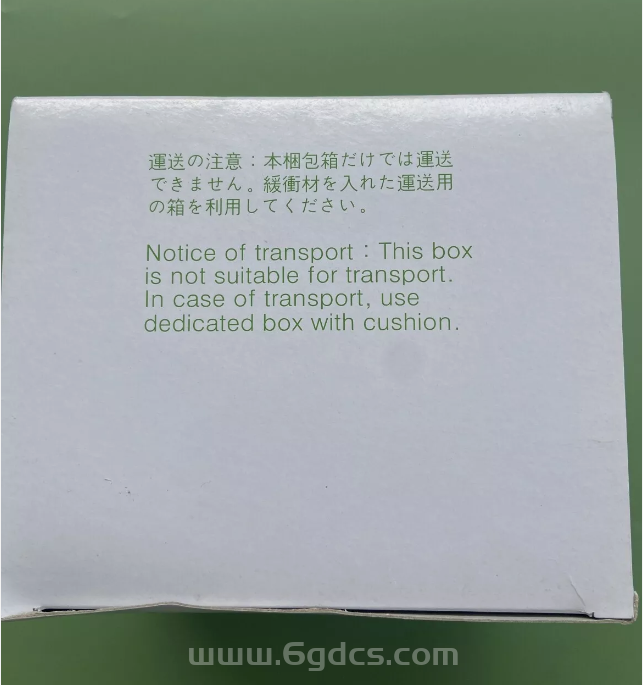 運送の注意：本梱包箱だけでは運送
できません。緩衝材を入れた運送用
の箱を利用してください。
Notice of transport : This box
is not suitable for transport.
In case of transport, use
dedicated box with cushion.
www.6gdcs.com